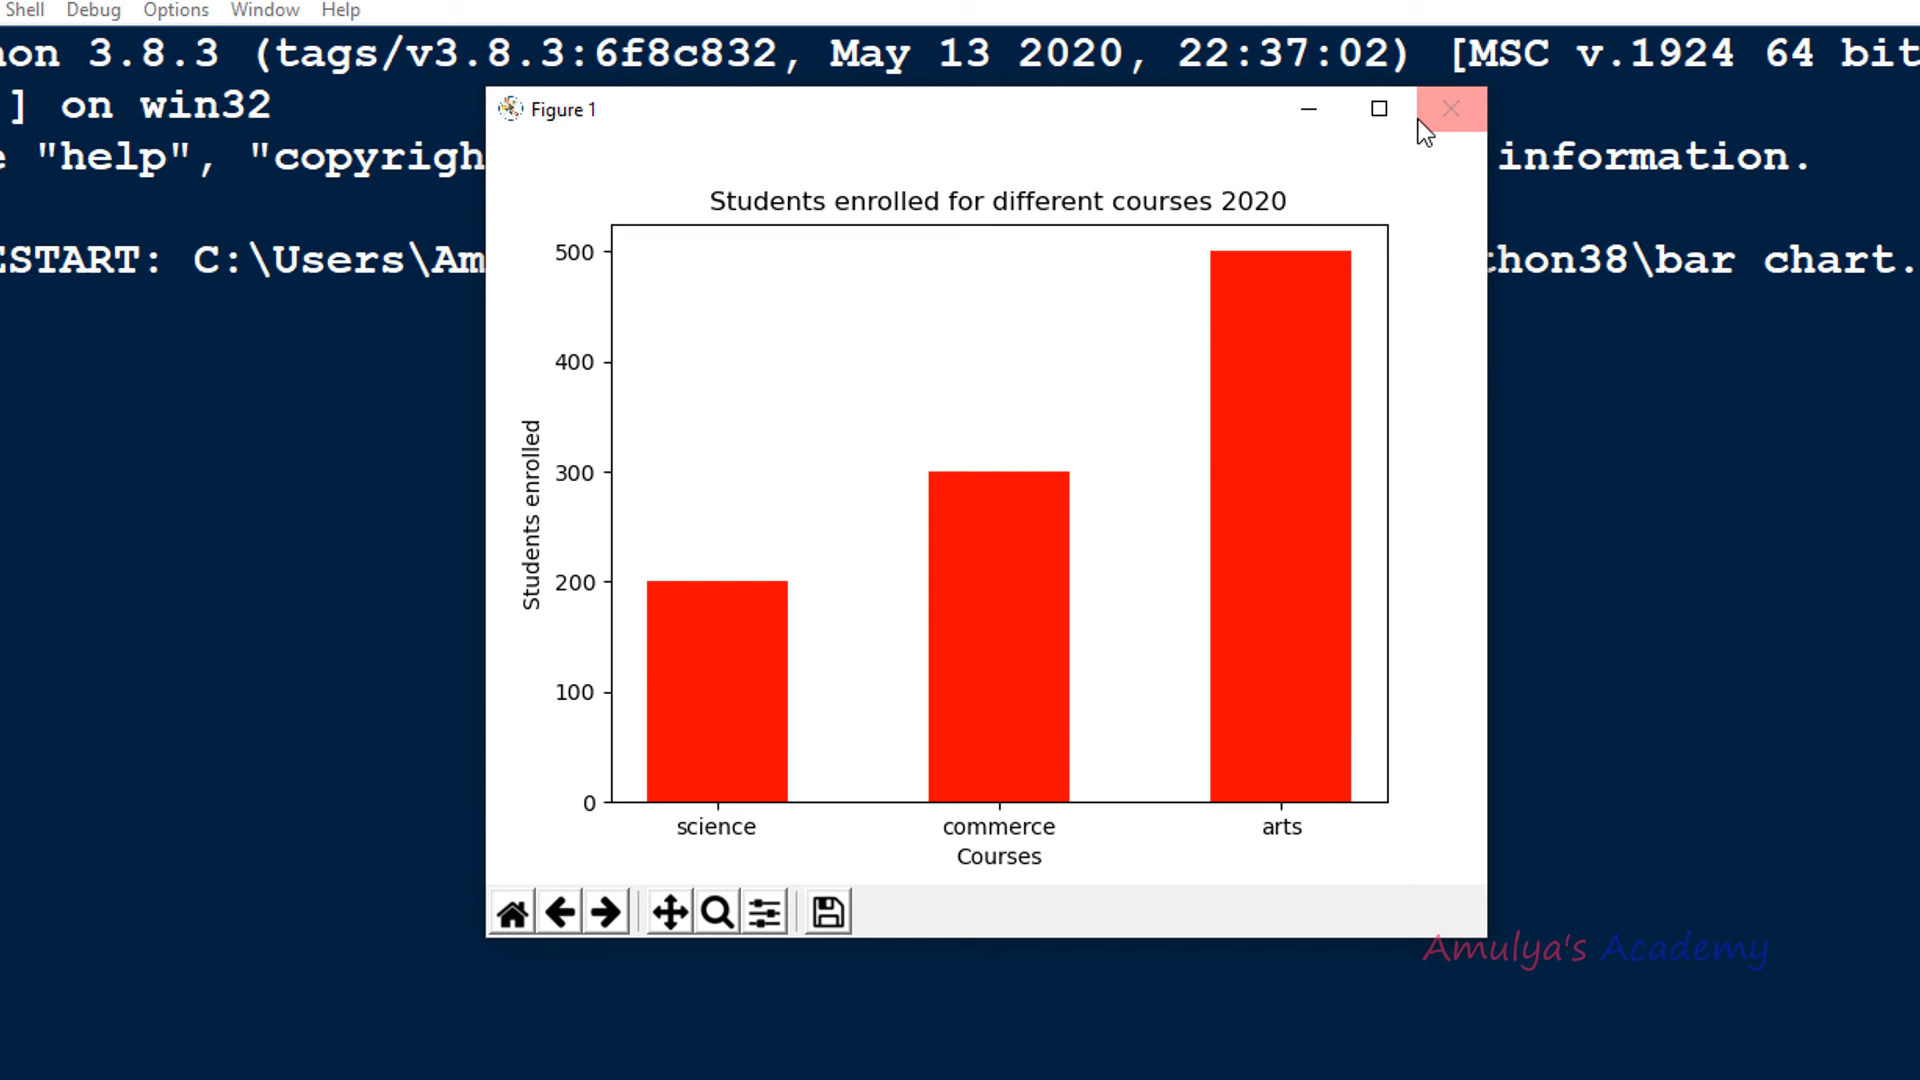 Shell Debug Options Window Help
on 3.8.3 (tags/v3.8.3:6f8c832, May 13 2020, 22:37:02) [MSC v.1924 64 bit
] on win32
"help", "copyrigh information.
START: C:\Users\Am thon38\bar chart.
Figure 1
Students enrolled for different courses 2020
500
400
300
200
100
0
Students enrolled
science commerce arts
Courses
Amulya's Academy